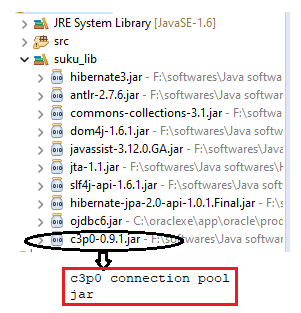 JRE System Library [JavaSE-1.6]
src
suku_lib
hibernate3.jar - F:\softwares\Java softwar
antlr-2.7.6.jar - F:\softwares\Java softwa
commons-collections-3.1.jar - F:\softw
dom4j-1.6.1.jar - F:\softwares\Java soft
javassist-3.12.0.GA.jar - F:\softwares\J
jta-1.1.jar - F:\softwares\Java softwares
slf4j-api-1.6.1.jar - F:\softwares\Java sc
hibernate-jpa-2.0-api-1.0.1.Final.jar - F
ojdbc6.jar - C:\oraclexe\app\oracle\prod
c3p0-0.9.1.jar - F:\softwares\Java softwa
c3p0 connection pool
jar